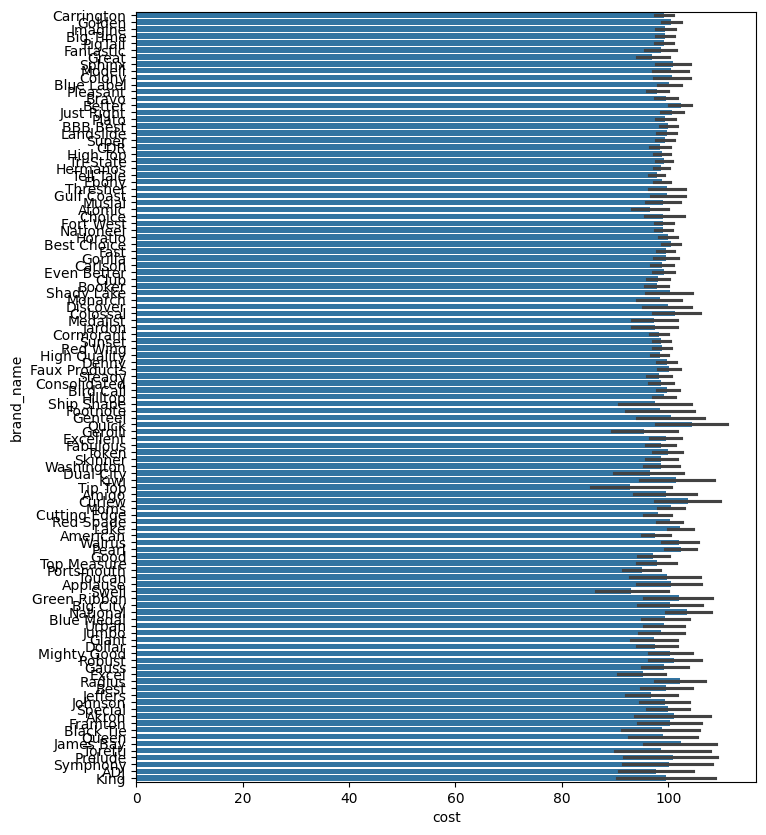 Carrington
Golden
Imagine
Big Time
PigTail
Fantastic
Great
Sphinx
Modell
Colony
Blue Label
Pleasant
Bravo
Better
Just Right
Plato
BBB Best
Landslide
Super
CDR
High Top
Tri-State
Hermanos
Tell Tale
Ebony
Thresher
Gulf Coast
Musial
Atomic
Choice
Fort West
Nationeel
Horatio
Best Choice
Fast
Gorilla
Carlson
Even Better
Club
Booker
Shady Lake
Monarch
Discover
Colossal
Medalist
Jardon
Cormorant
Sunset
Red Wing
High Quality
Denny
Faux Products
Steady
Consolidated
Bird Call
Hilltop
Ship Shape
Footnote
Genteel
Quick
Gerolli
Excellent
Fabulous
Token
Skinner
Washington
Dual City
Kiwi
Tip Top
Amigo
Curlew
Moms
Cutting Edge
Red Spade
Lake
American
Walrus
Pearl
Good
Top Measure
Portsmouth
Toucan
Applause
Swell
Green Ribbon
Big City
National
Blue Medal
Urban
Jumbo
Giant
Dollar
Mighty Good
Robust
Gauss
Excel
Radius
Best
Jeffers
Johnson
Special
Akron
Framton
Black Tie
Queen
James Bay
Toretti
Prelude
Symphony
ADJ
King
brand_name
0 20 40 60 80 100
cost